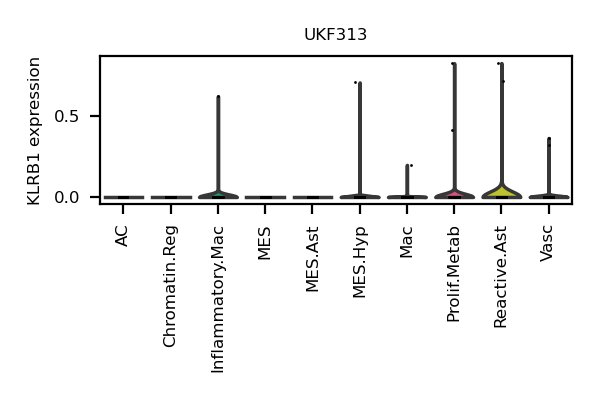 UKF313
KLRB1 expression
0.5
0.0
AC
Chromatin.Reg
Inflammatory.Mac
MES
MES.Ast
MES.Hyp
Mac
Prolif.Metab
Reactive.Ast
Vasc